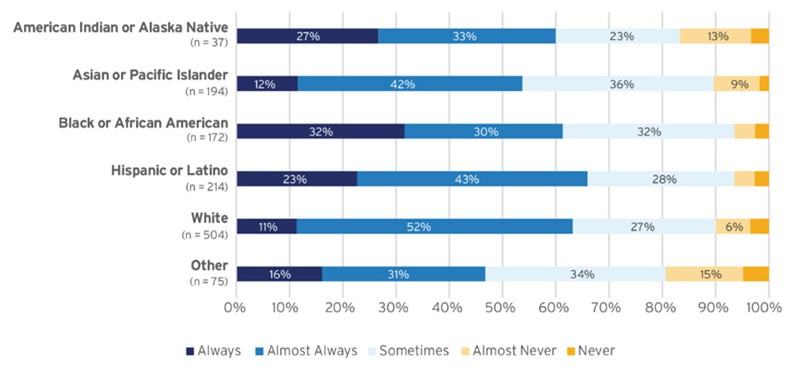 American Indian or Alaska Native
(n = 37)
27% 33% 23% 13%
Asian or Pacific Islander
(n = 194)
12% 42% 36% 9%
Black or African American
(n = 172)
32% 30% 32%
Hispanic or Latino
(n = 214)
23% 43% 28%
White
(n = 504)
11% 52% 27% 6%
Other
(n = 75)
16% 31% 34% 15%
0% 10% 20% 30% 40% 50% 60% 70% 80% 90% 100%
Always Almost Always Sometimes Almost Never Never